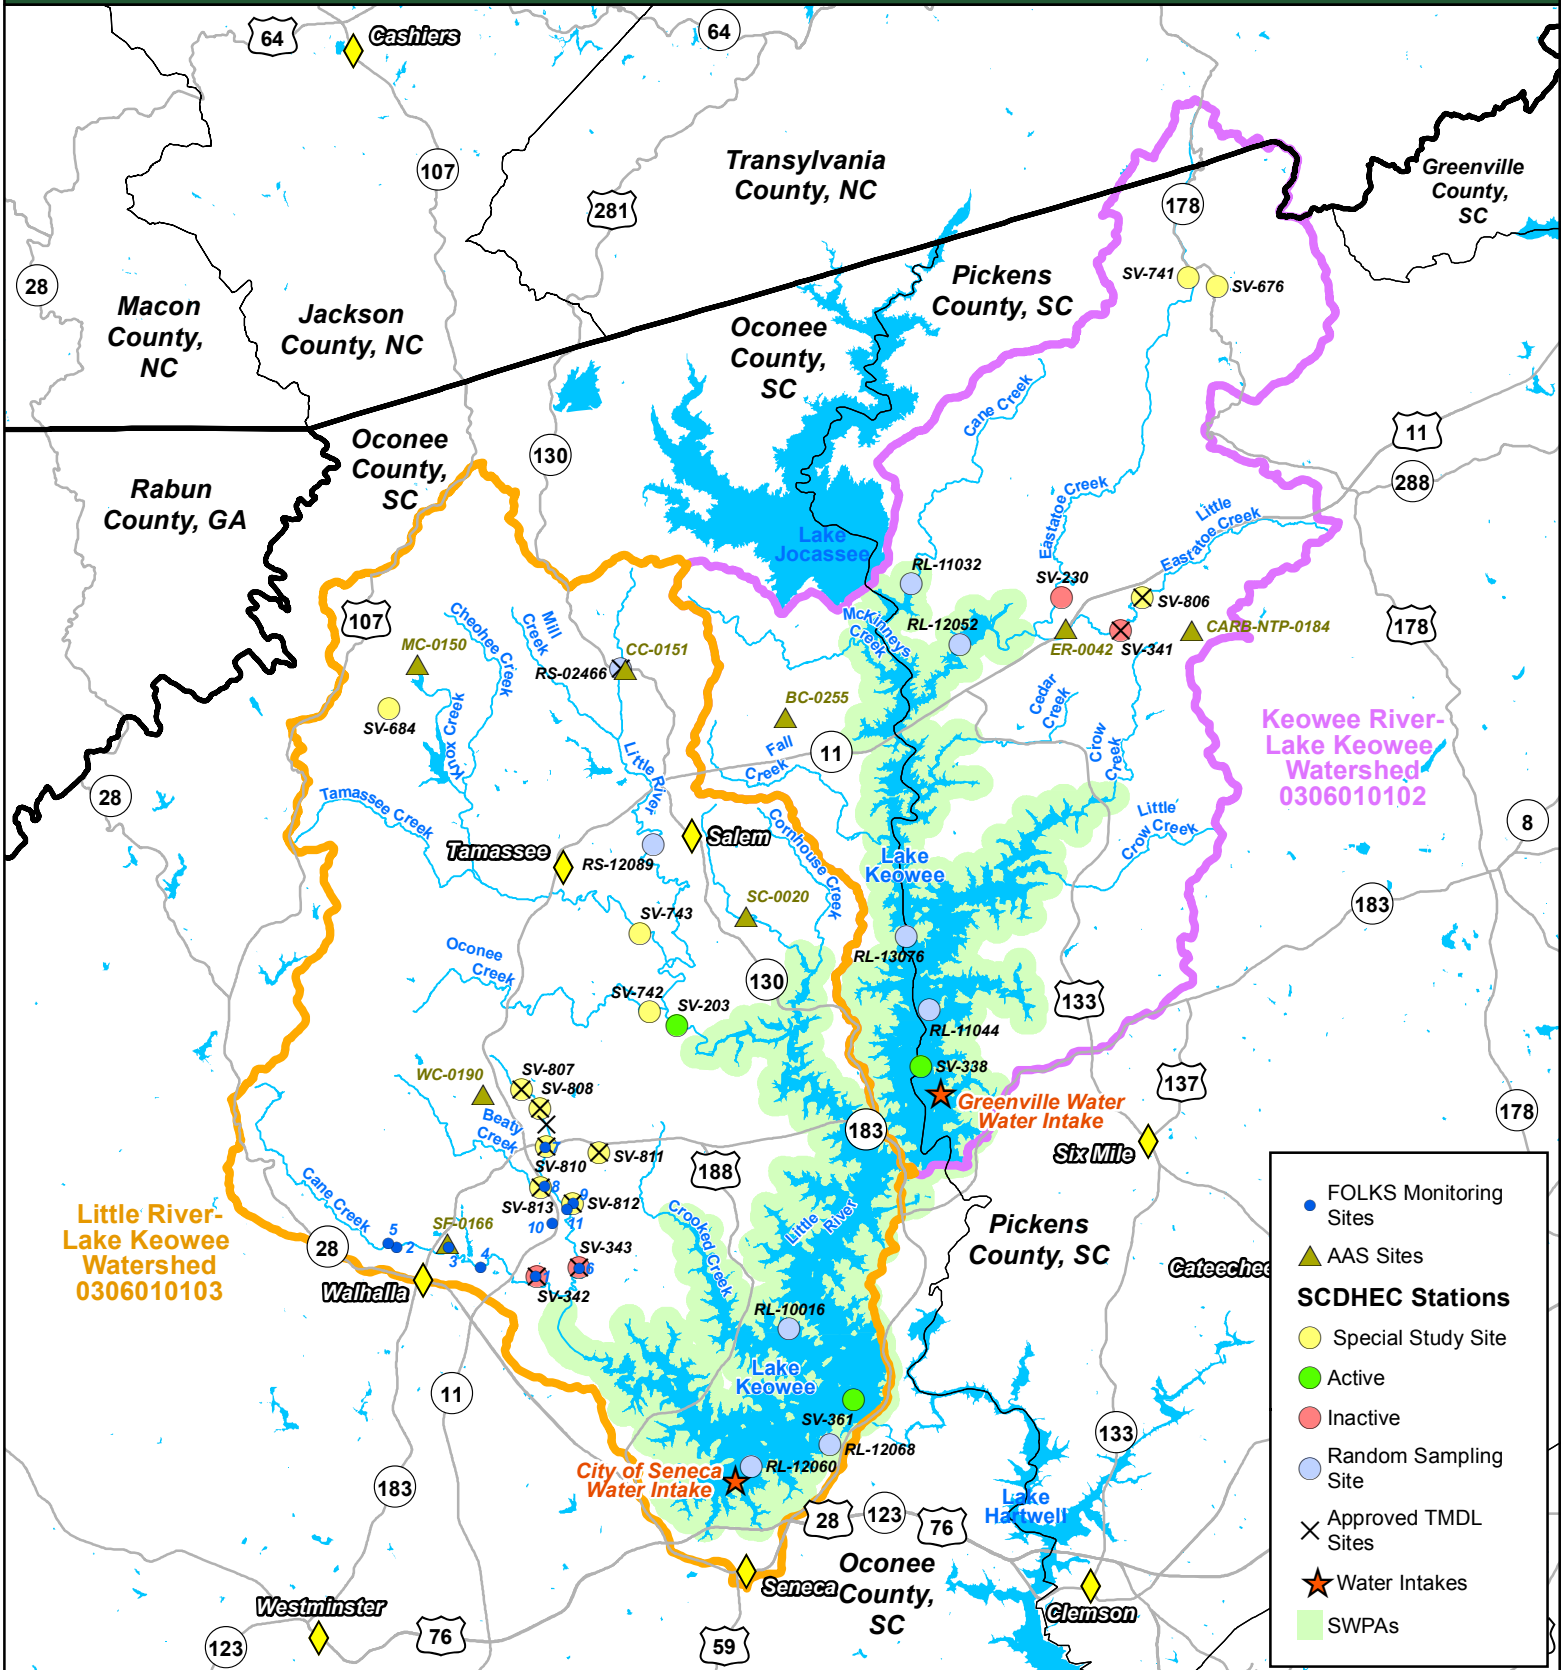 64
Cashiers
64
107
Transylvania
County, NC
Greenville
County,
SC
178
281
28
Pickens
County, SC
SV-741
SV-676
Macon
County,
NC
Jackson
County, NC
Oconee
County,
SC
Cane Creek
11
Oconee
County,
SC
130
288
Rabun
County, GA
Eastatoe Creek
Little
Eastatoe Creek
Lake
Jocassee
RL-11032
SV-230
SV-806
107
Cheohee Creek
Mill
Creek
McKinneys
Creek
RL-12052
ER-0042
SV-341
CARB-NTP-0184
178
MC-0150
CC-0151
RS-02466
SV-684
Knox Creek
BC-0255
Cedar
Creek
Crow
Creek
Keowee River-
Lake Keowee
Watershed
0306010102
Fall
Creek
11
Little River
28
Tamassee Creek
Little
Crow Creek
8
Cornhouse Creek
Salem
Tamassee
RS-12089
Lake
Keowee
SC-0020
183
SV-743
Oconee
Creek
RL-13076
130
SV-742
SV-203
133
RL-11044
SV-338
WC-0190
SV-807
SV-808
137
Greenville Water
Water Intake
178
Beaty
Creek
183
Six Mile
SV-810
SV-811
188
Cane Creek
8
SV-813
9
SV-812
11
10
Crooked Creek
Little
River
Little River-
Lake Keowee
Watershed
0306010103
SF-0166
5
2
3
4
28
SV-343
6
SV-342
Walhalla
Pickens
County, SC
Cateechee
RL-10016
Lake
Keowee
11
SV-361
133
RL-12068
RL-12060
City of Seneca
Water Intake
183
28
123
76
Lake
Hartwell
Oconee
County,
SC
Seneca
Clemson
Westminster
123
76
59
FOLKS Monitoring
Sites
AAS Sites
SCDHEC Stations
Special Study Site
Active
Inactive
Random Sampling
Site
Approved TMDL
Sites
Water Intakes
SWPAs